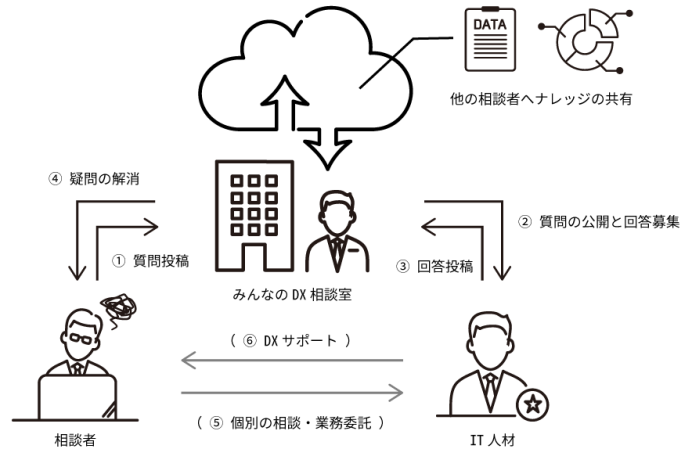 DATA
他の相談者へナレッジの共有
④ 疑問の解消
② 質問の公開と回答募集
① 質問投稿
③ 回答投稿
みんなの DX 相談室
( ⑥ DX サポート )
( ⑤ 個別の相談・業務委託 )
相談者
IT 人材